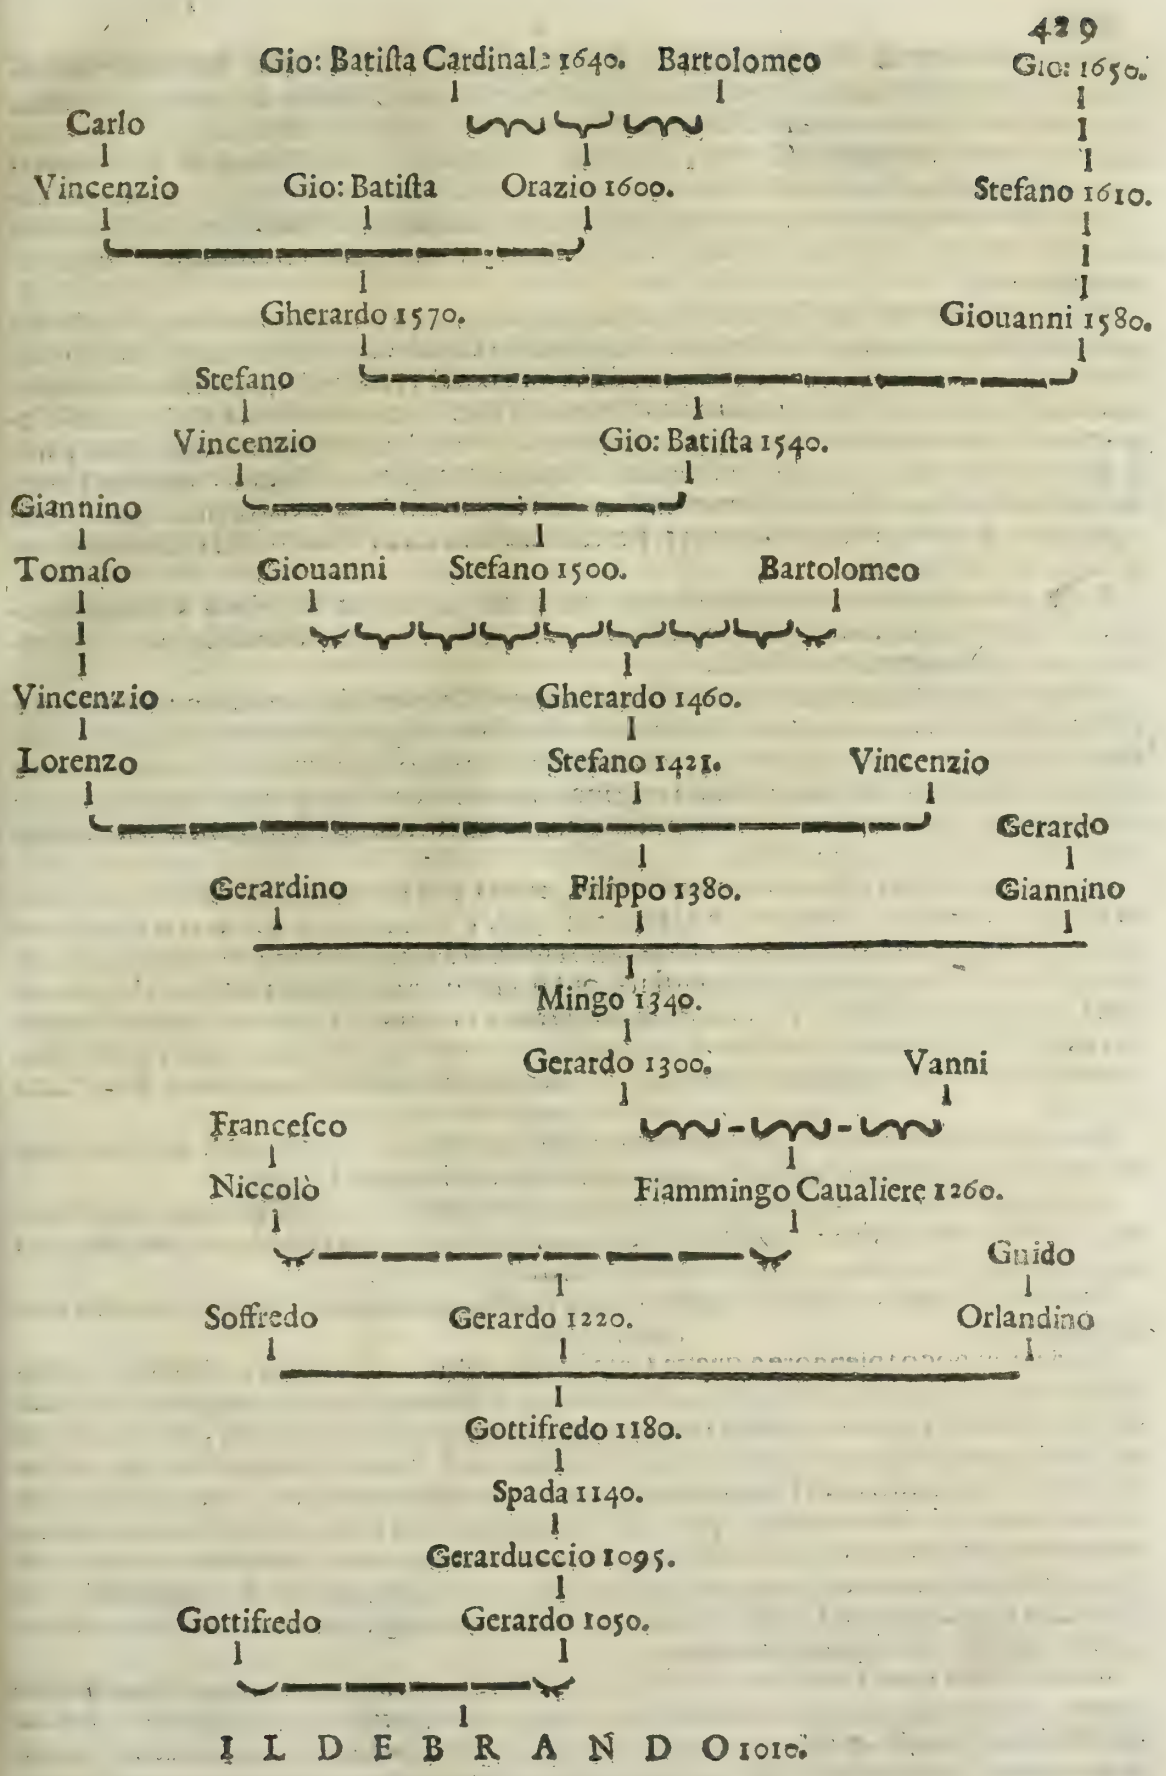 429
Gio: Batiſta Cardinale 1640. Bartolomeo Gio: 1650.
Carlo
Vincenzio Gio: Batiſta Orazio 1600. Stefano 1610.
Gherardo 1570. Giouanni 1580.
Stefano
Vincenzio Gio: Batiſta 1540.
Giannino
Tomaſo Giouanni Stefano 1500. Bartolomeo
Vincenzio Gherardo 1460.
Lorenzo Stefano 1421. Vincenzio
Gerardo
Gerardino Filippo 1380. Giannino
Mingo 1340.
Gerardo 1300. Vanni
Franceſco
Niccolò Fiammingo Caualiere 1260.
Guido
Soffredo Gerardo 1220. Orlandino
Gottifredo 1180.
Spada 1140.
Gerarduccio 1095.
Gottifredo Gerardo 1050.
ILDEBRANDO 1010.